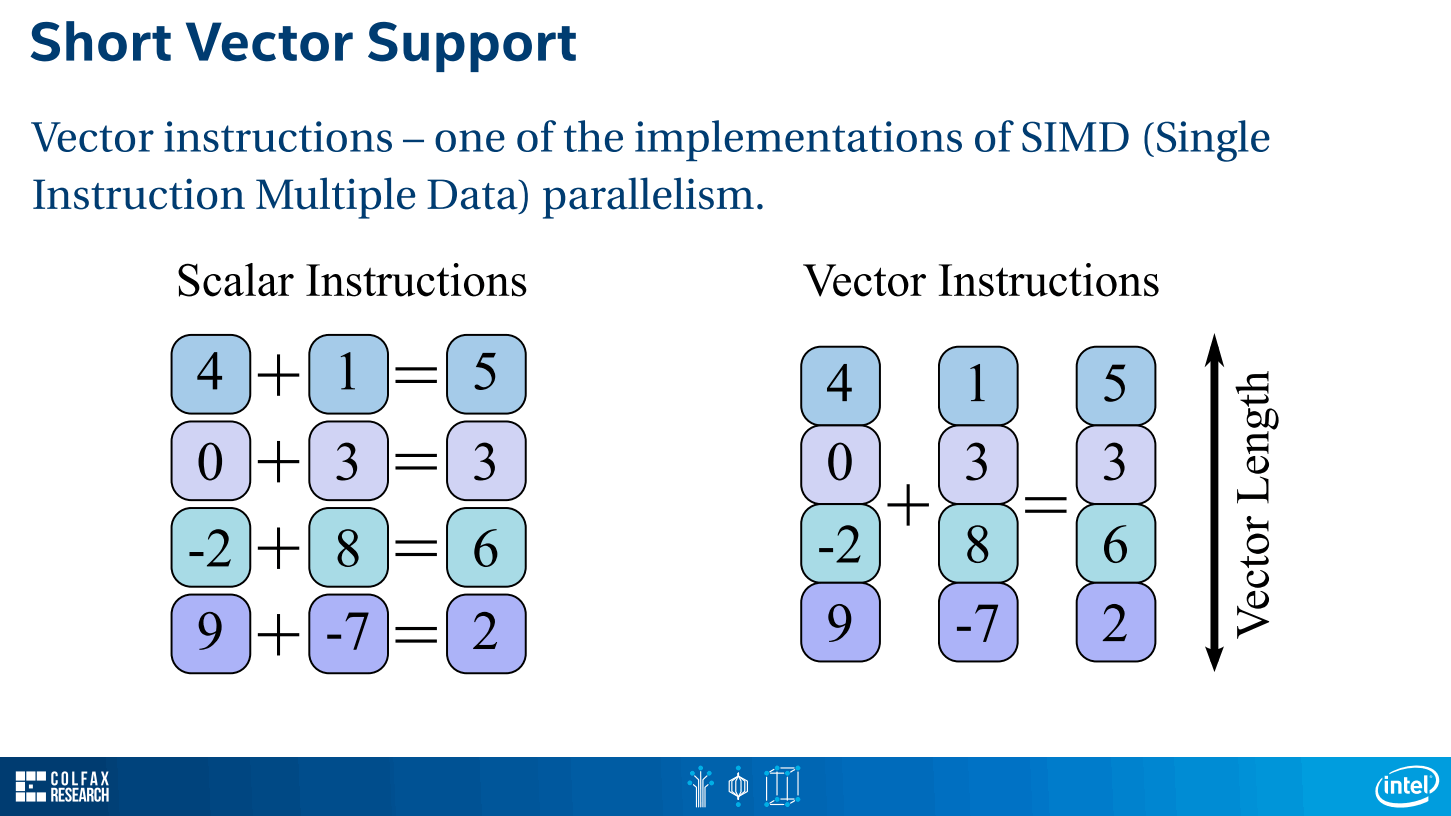 Short Vector Support
Vector instructions – one of the implementations of SIMD (Single
Instruction Multiple Data) parallelism.
Scalar Instructions
4 + 1 = 5
0 + 3 = 3
-2 + 8 = 6
9 + -7 = 2
Vector Instructions
4 1 5
0 3 3
+ =
-2 8 6
9 -7 2
Vector Length
COLFAX
RESEARCH
intel